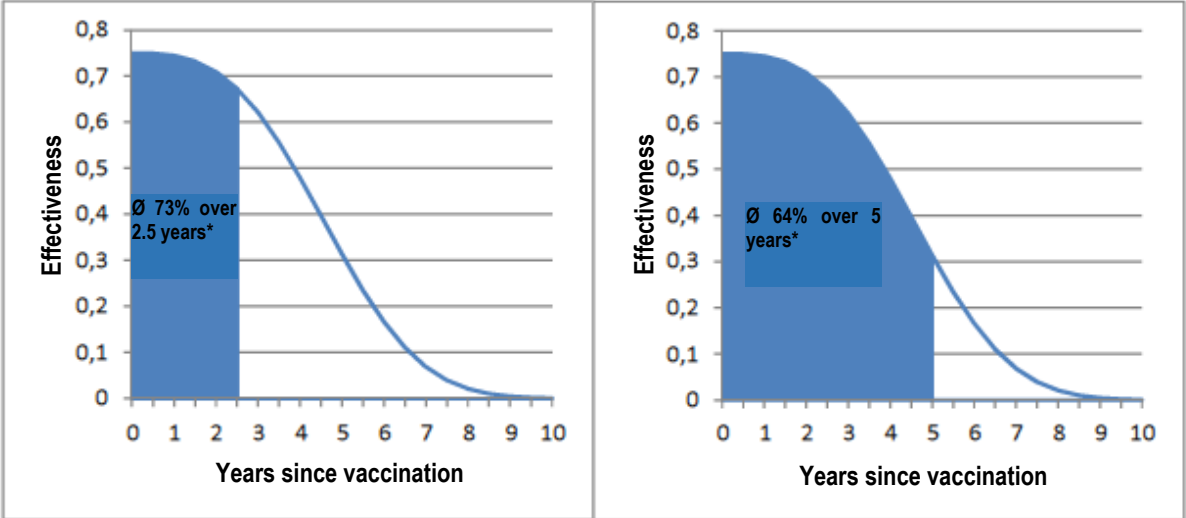 0,8
0,7
0,6
0,5
0,4
0,3
0,2
0,1
0
Effectiveness
Ø 73% over
2.5 years*
0 1 2 3 4 5 6 7 8 9 10
Years since vaccination
0,8
0,7
0,6
0,5
0,4
0,3
0,2
0,1
0
Effectiveness
Ø 64% over 5
years*
0 1 2 3 4 5 6 7 8 9 10
Years since vaccination